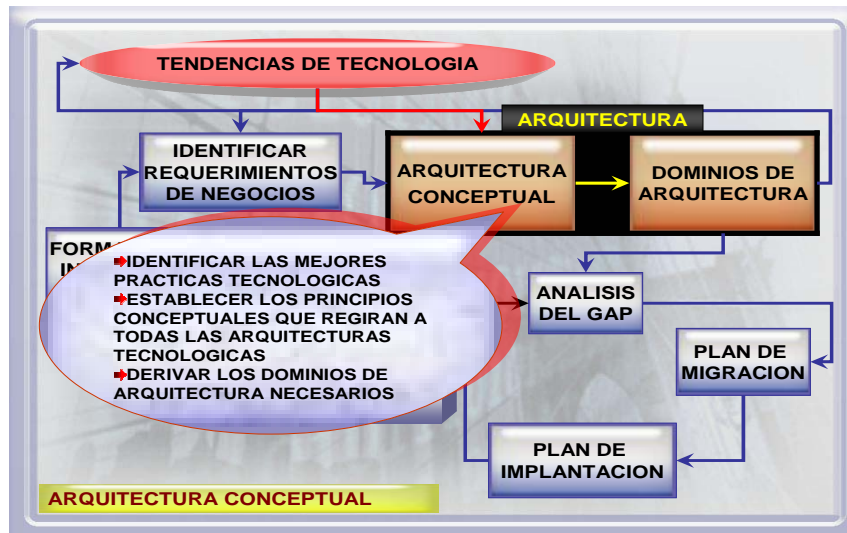 TENDENCIAS DE TECNOLOGIA
ARQUITECTURA
IDENTIFICAR
REQUERIMIENTOS
DE NEGOCIOS
ARQUITECTURA
CONCEPTUAL
DOMINIOS DE
ARQUITECTURA
IDENTIFICAR LAS MEJORES
PRACTICAS TECNOLOGICAS
ESTABLECER LOS PRINCIPIOS
CONCEPTUALES QUE REGIRAN A
TODAS LAS ARQUITECTURAS
TECNOLOGICAS
DERIVAR LOS DOMINIOS DE
ARQUITECTURA NECESARIOS
ANALISIS
DEL GAP
PLAN DE
MIGRACION
PLAN DE
IMPLANTACION
ARQUITECTURA CONCEPTUAL